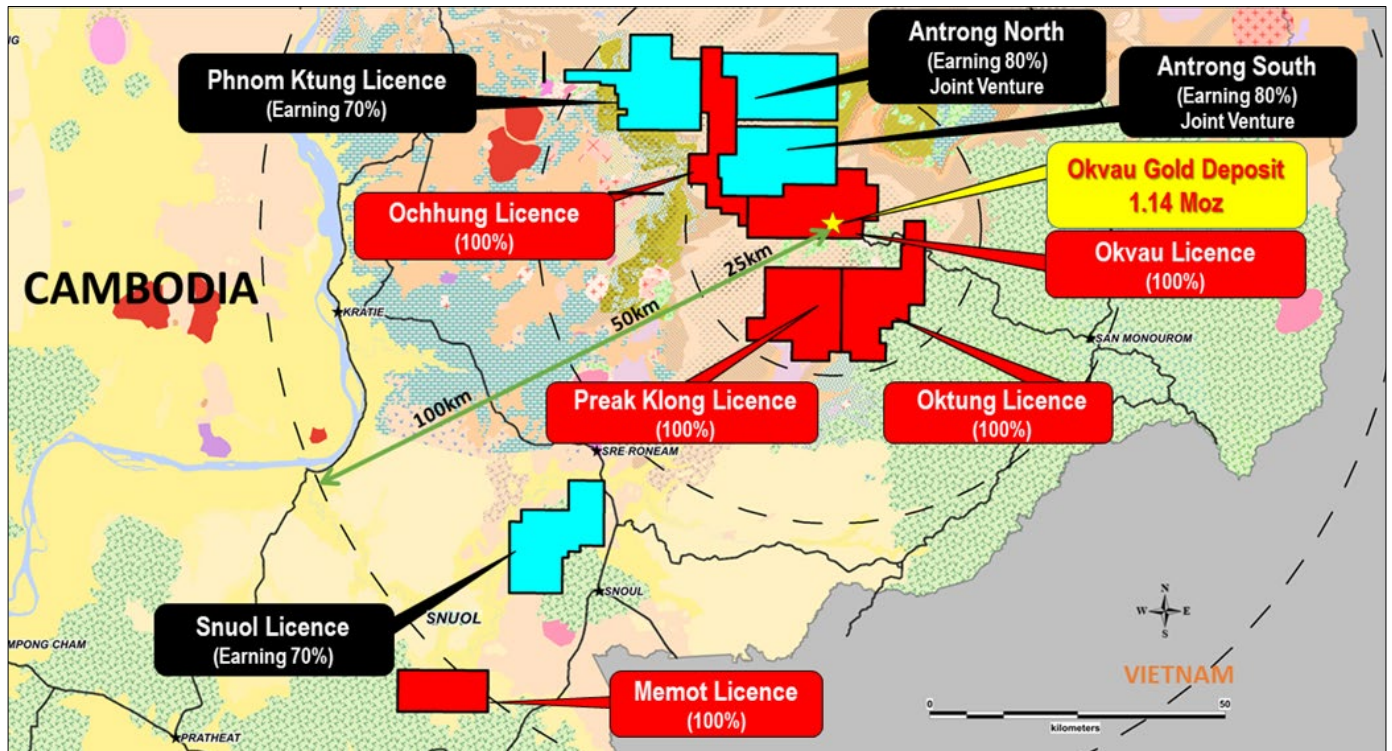 NG
Phnom Ktung Licence
(Earning 70%)
Antrong North
(Earning 80%)
Joint Venture
Antrong South
(Earning 80%)
Joint Venture
Okvau Gold Deposit
1.14 Moz
Ochhung Licence
(100%)
Okvau Licence
(100%)
CAMBODIA
KRATIE
25km
50km
100km
SAN MONOUROM
Preak Klong Licence
(100%)
Oktung Licence
(100%)
SRE RONEAM
SNOUL
SNUOL
Snuol Licence
(Earning 70%)
MPONG CHAM
Memot Licence
(100%)
PRATHEAT
N
W E
S
VIETNAM
0 50
kilometers